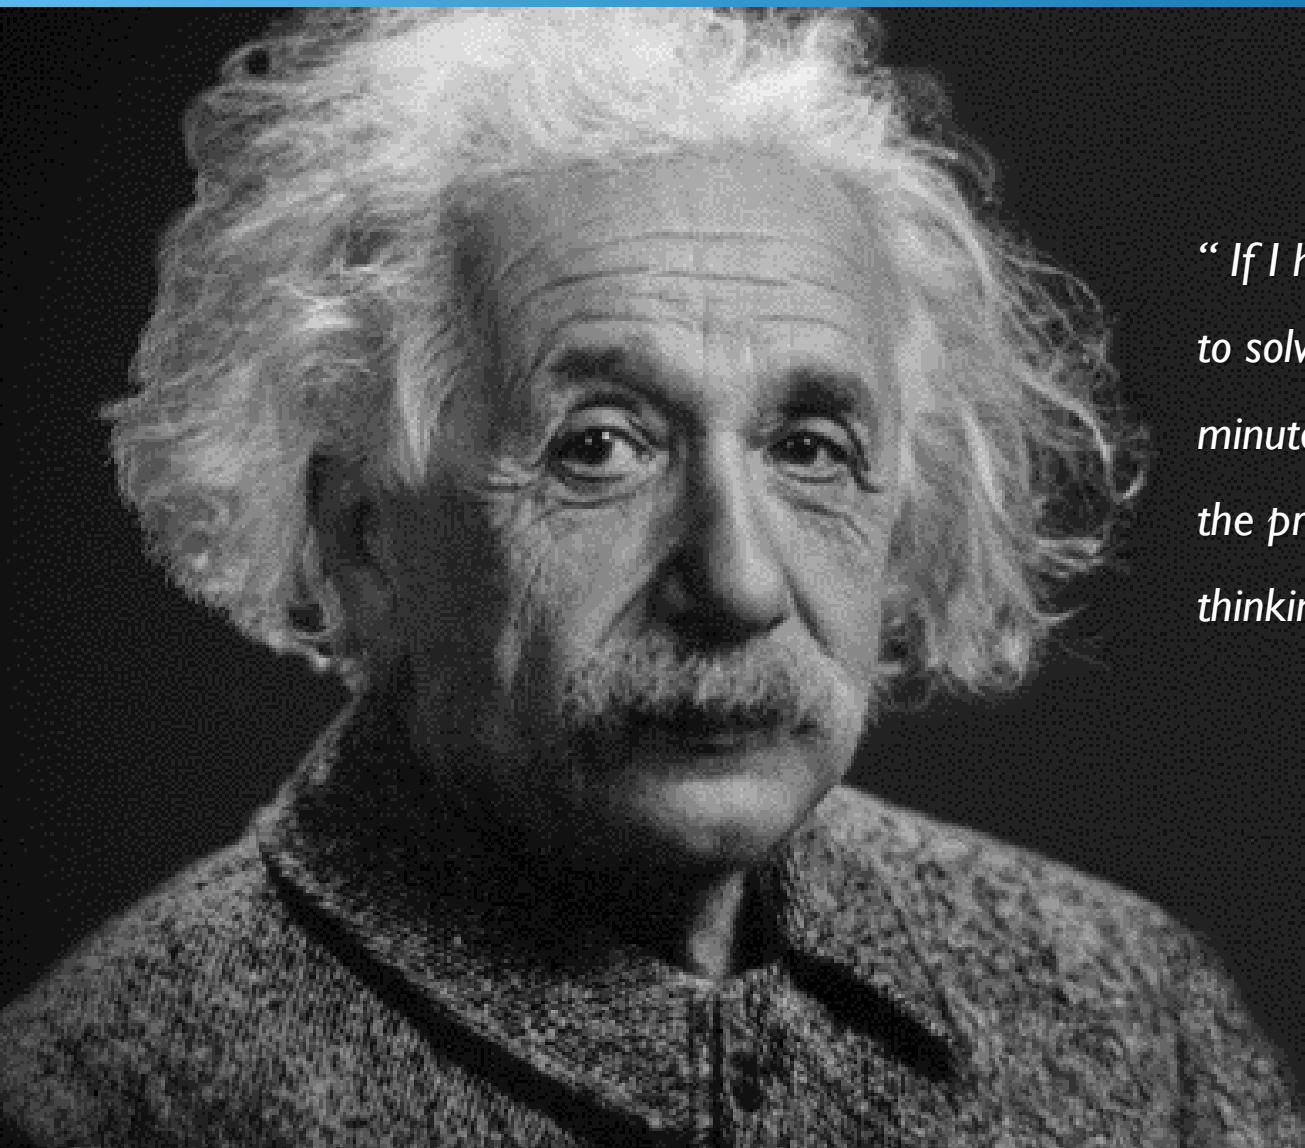 “ If I h
to solv
minute
the pr
thinkin